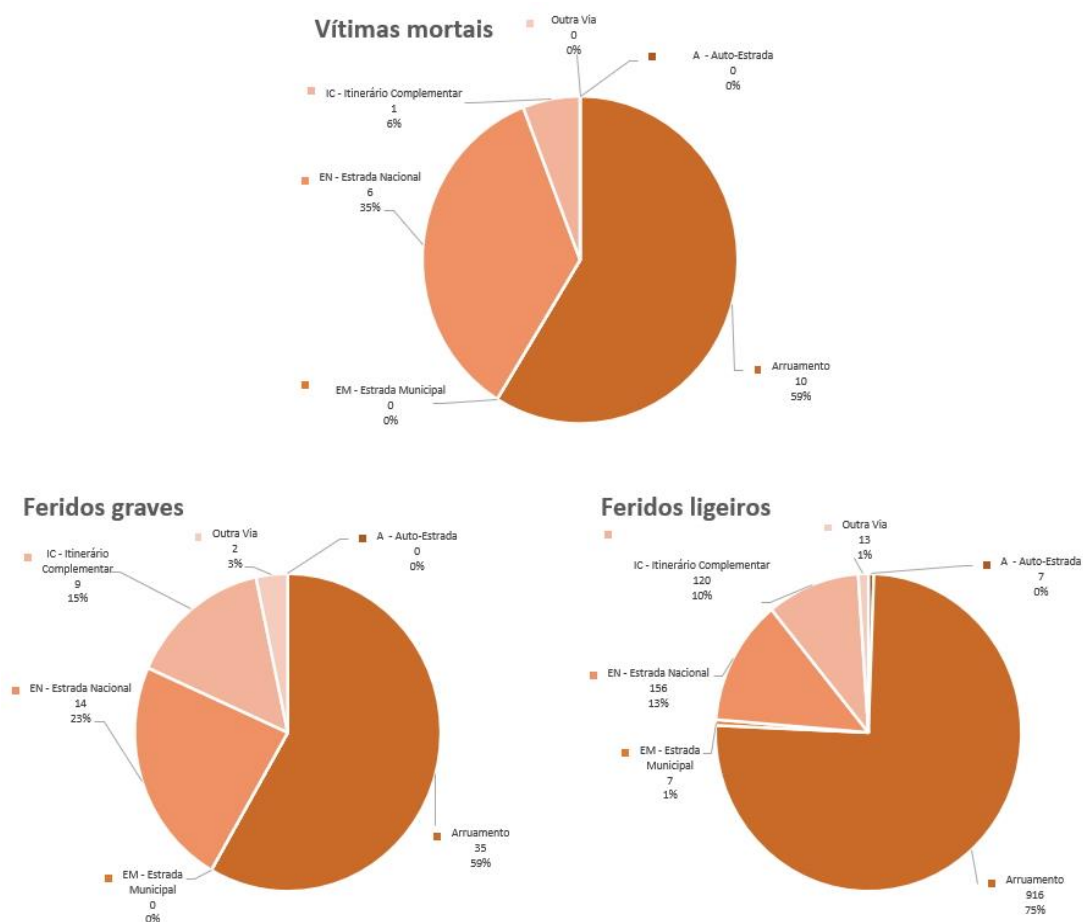 Vítimas mortais
Outra Via
0
0%
A - Auto-Estrada
0
0%
IC - Itinerário Complementar
1
6%
EN - Estrada Nacional
6
35%
EM - Estrada Municipal
0
0%
Arruamento
10
59%
Feridos graves
Outra Via
2
3%
A - Auto-Estrada
0
0%
IC - Itinerário
Complementar
9
15%
EN - Estrada Nacional
14
23%
EM - Estrada
Municipal
0
0%
Arruamento
35
59%
Feridos ligeiros
Outra Via
13
1%
A - Auto-Estrada
7
0%
IC - Itinerário Complementar
120
10%
EN - Estrada Nacional
156
13%
EM - Estrada
Municipal
7
1%
Arruamento
916
75%